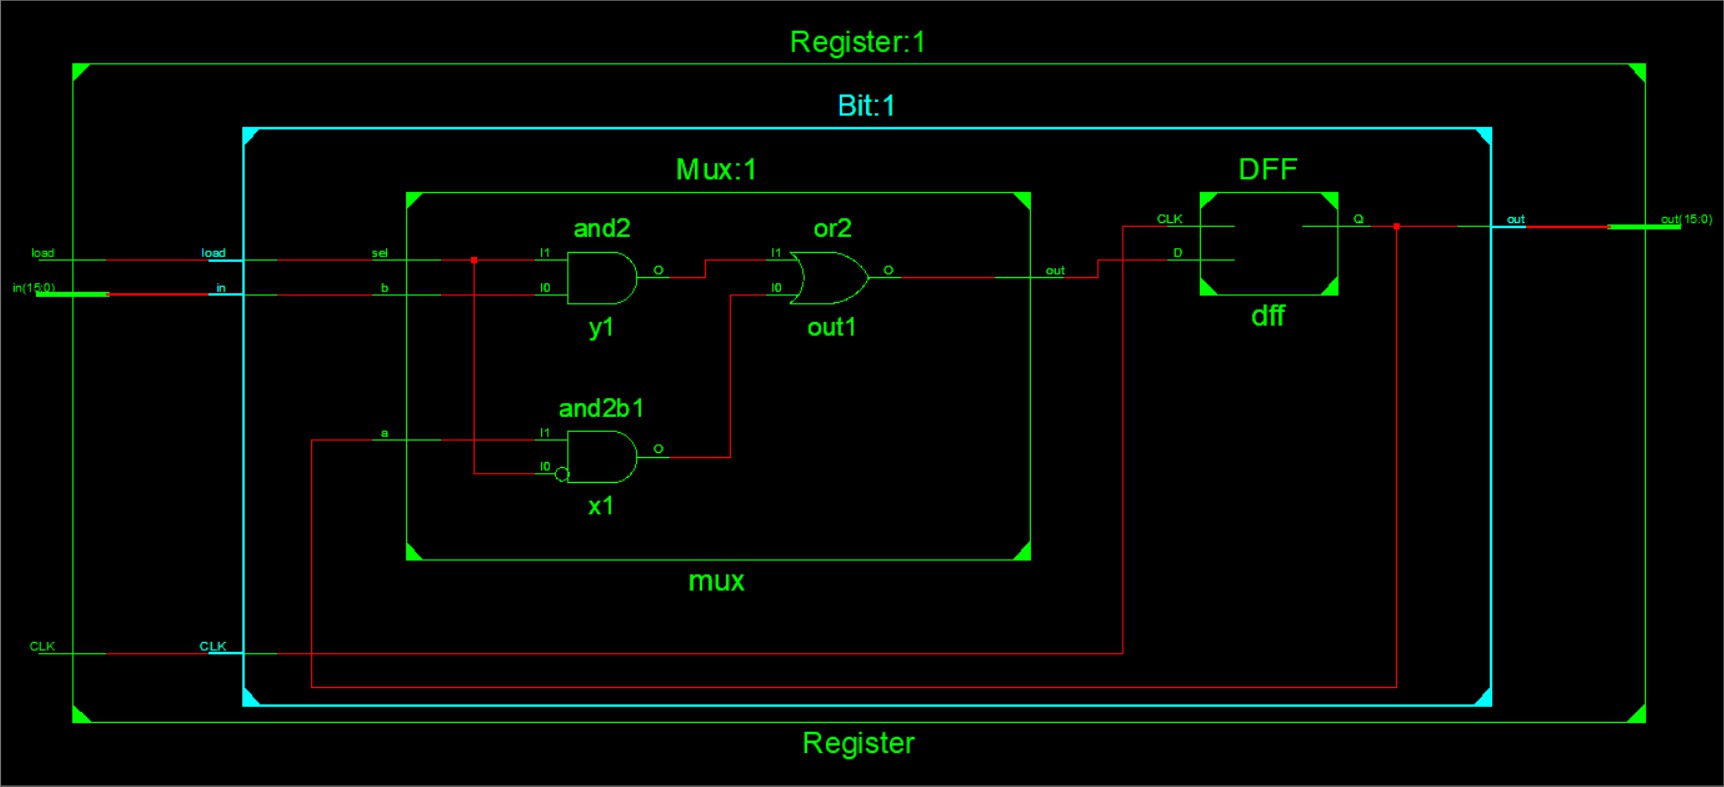 Register:1
Bit:1
Mux:1
DFF
and2
or2
CLK
Q
out
out(15:0)
load
load
sel
I1
O
I1
O
out
D
in(15:0)
in
b
I0
I0
y1
out1
dff
and2b1
a
I1
O
I0
x1
mux
CLK
CLK
Register